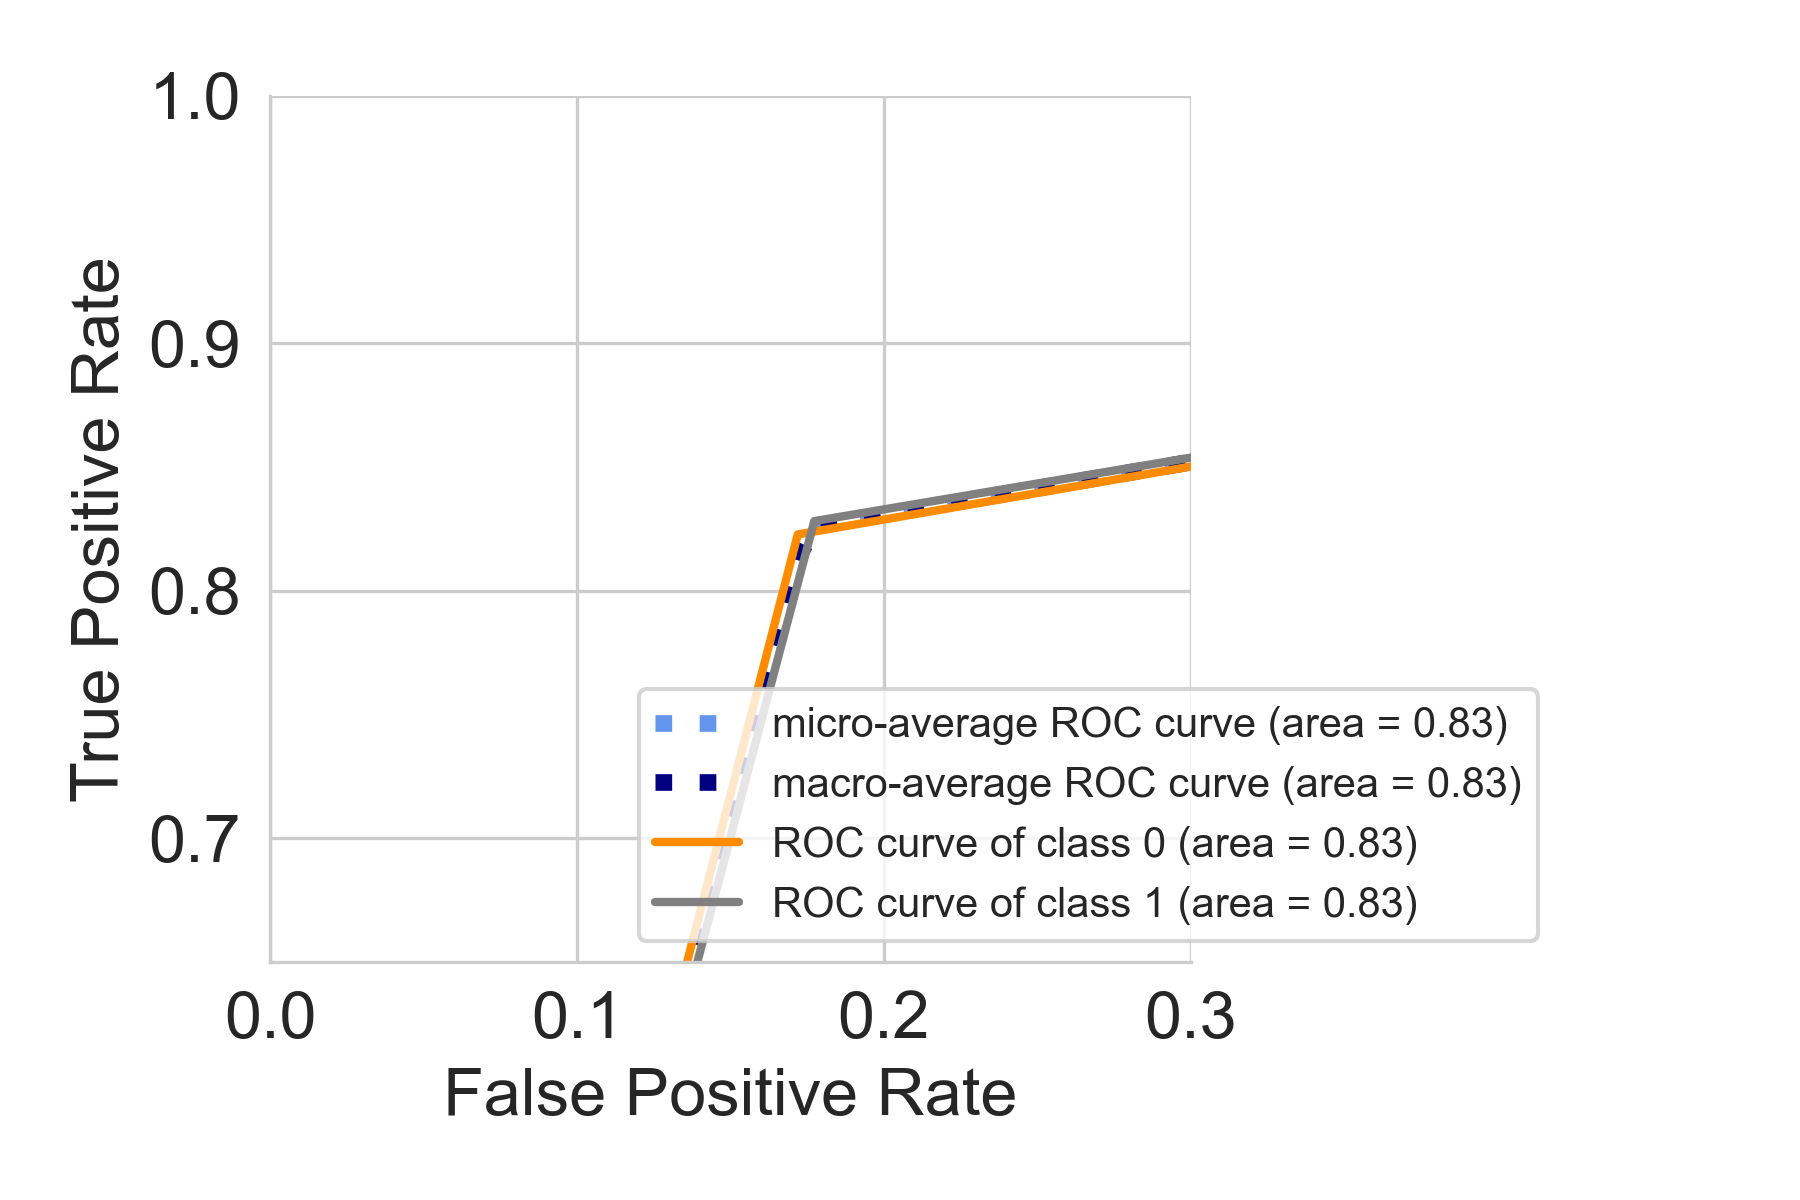 1.0
0.9
0.8
0.7
True Positive Rate
micro-average ROC curve (area = 0.83)
macro-average ROC curve (area = 0.83)
ROC curve of class 0 (area = 0.83)
ROC curve of class 1 (area = 0.83)
0.0 0.1 0.2 0.3
False Positive Rate